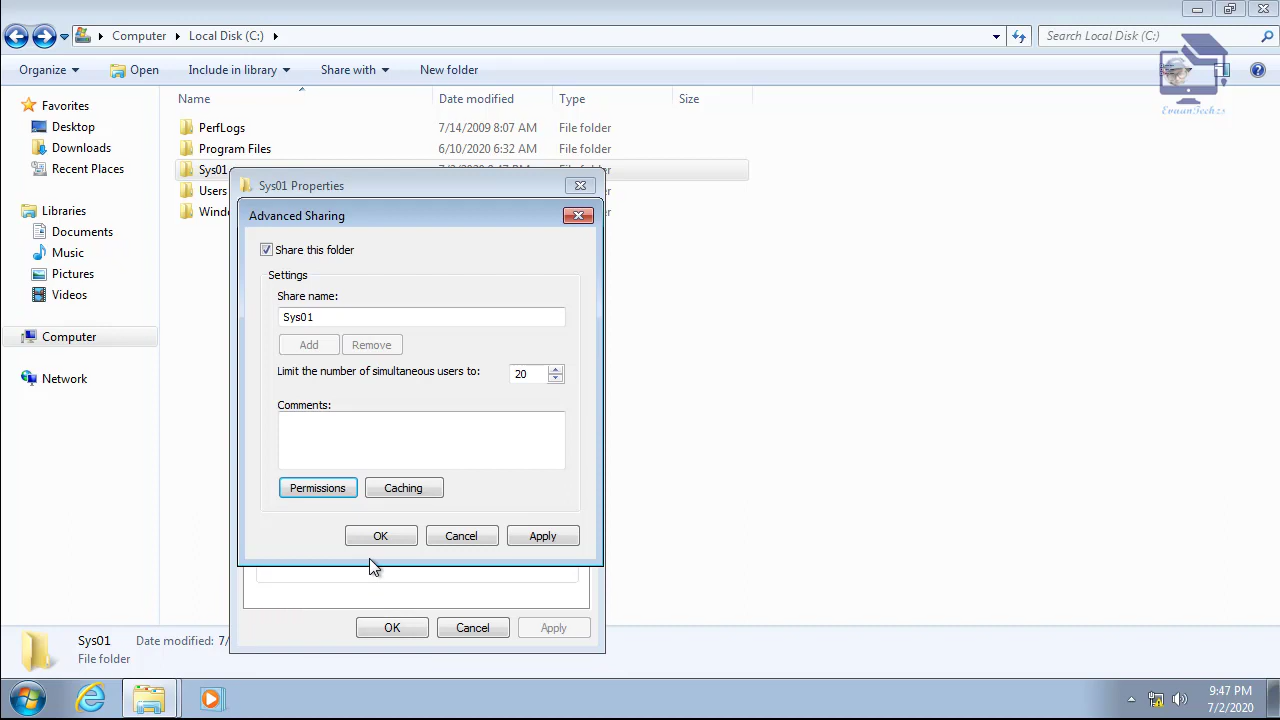 Computer
Local Disk (C:)
Search Local Disk (C:)
Organize
Open
Include in library
Share with
New folder
Name
Date modified
Type
Size
Favorites
Desktop
Downloads
Recent Places
Libraries
Documents
Music
Pictures
Videos
Computer
Network
PerfLogs 7/14/2009 8:07 AM File folder
Program Files 6/10/2020 6:32 AM File folder
Sys01 File folder
Users
EvuanTechzs
Sys01 Properties
Advanced Sharing
Share this folder
Settings
Share name:
Sys01
Add
Remove
Limit the number of simultaneous users to:
20
Comments:
Permissions
Caching
OK
Cancel
Apply
OK
Cancel
Apply
Sys01
Date modified: 7/
File folder
9:47 PM
7/2/2020